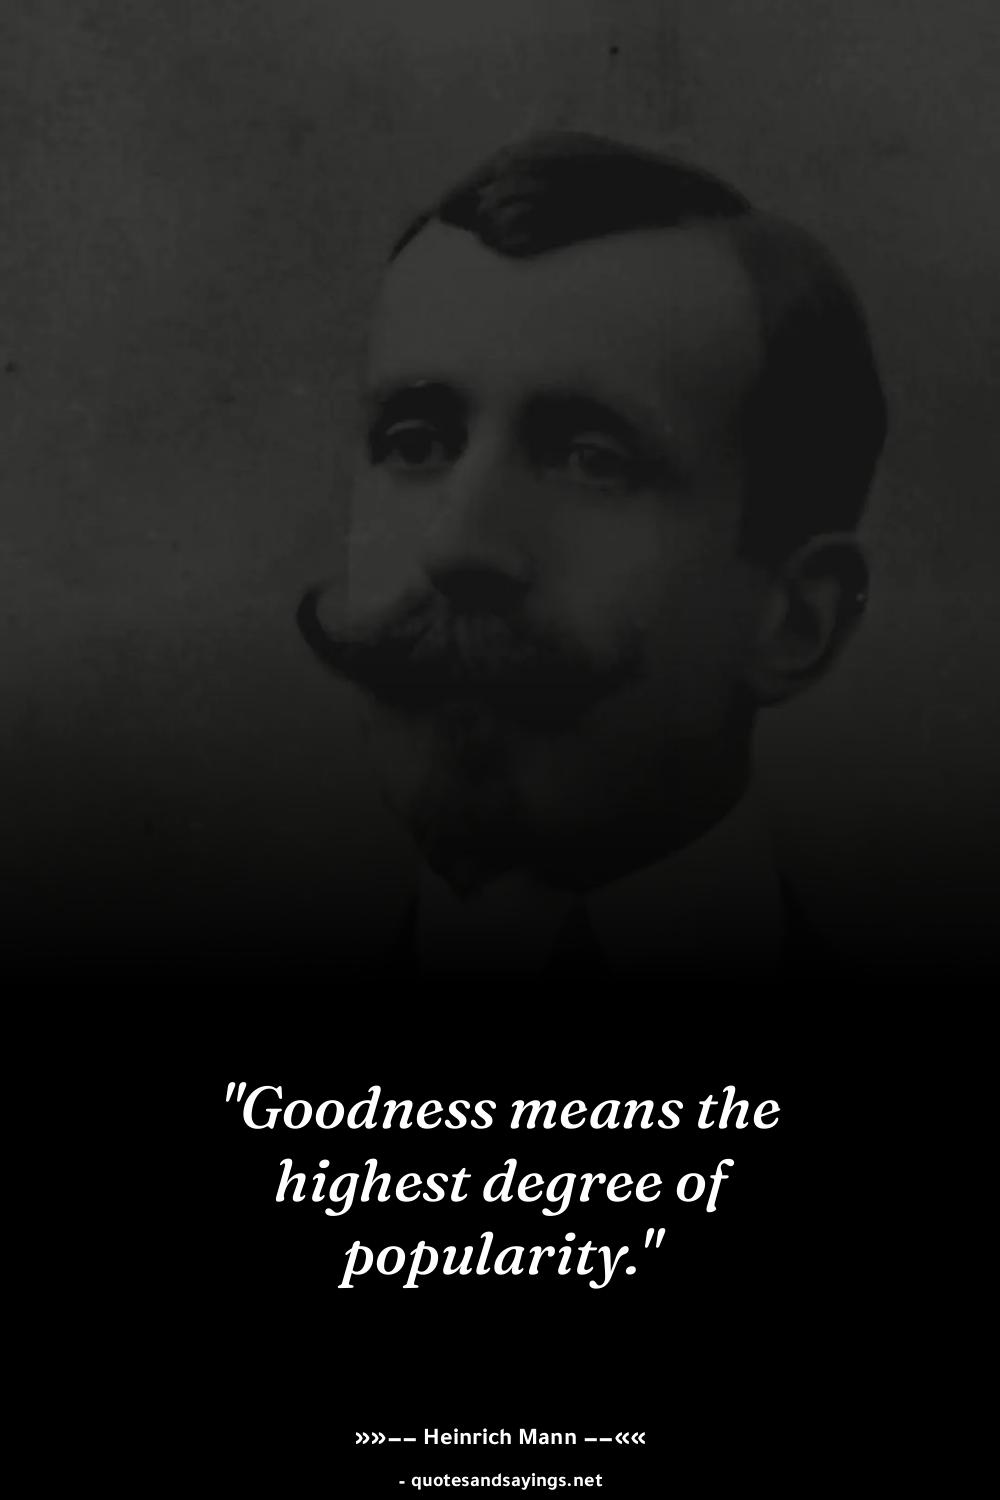 "Goodness means the
highest degree of
popularity."
»»–– Heinrich Mann ––««
- quotesandsayings.net